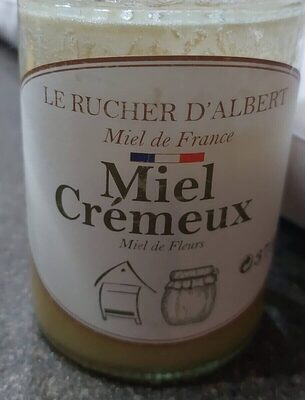 LE RUCHER D'ALBERT
Miel de France
Miel
Crémeux
Miel de Fleurs